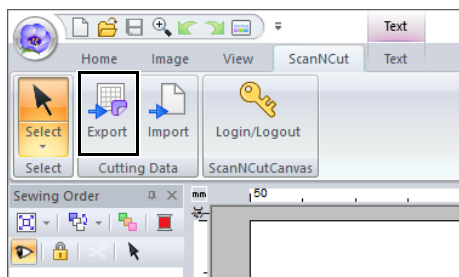 Text
Home Image View ScanNCut Text
Select Export Import Login/Logout
Select Cutting Data ScanNCutCanvas
Sewing Order mm 50